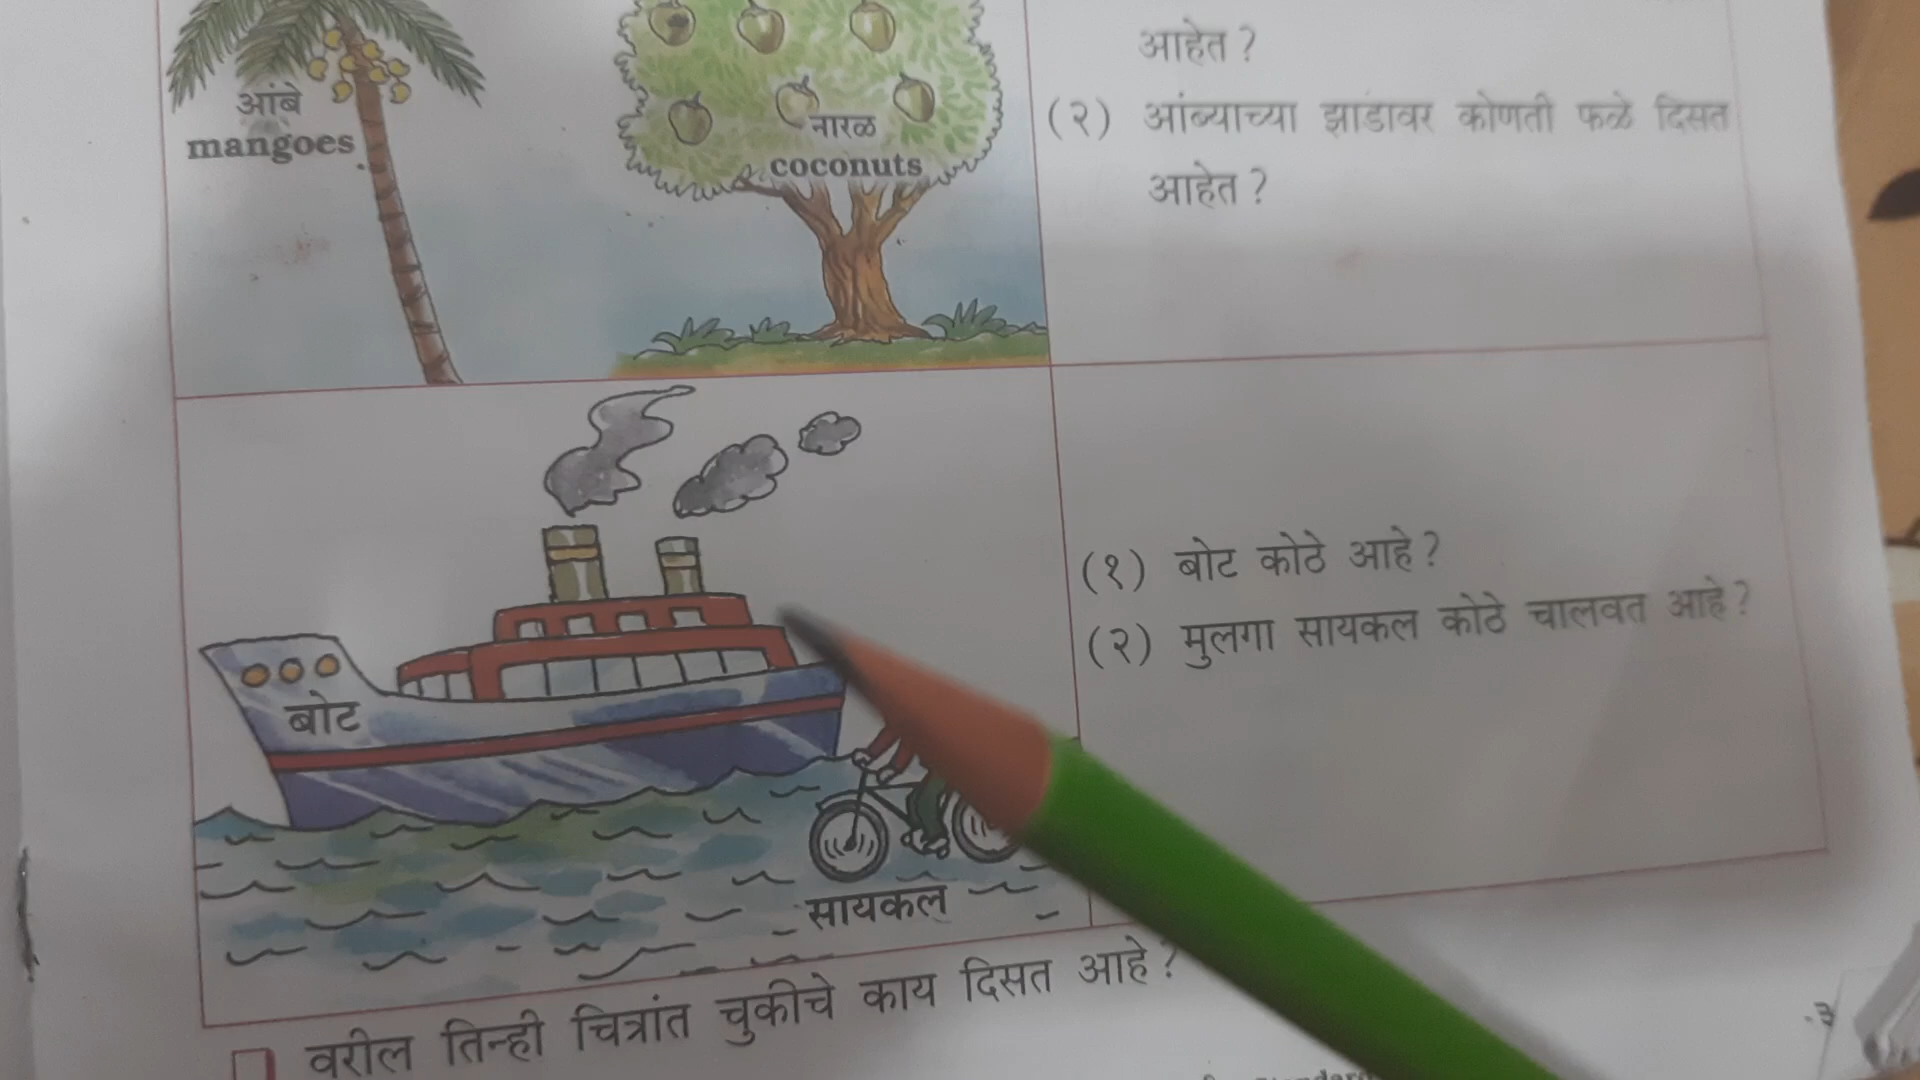 आंबे
mangoes
नारळ
coconuts
आहेत ?
(२) आंब्याच्या झाडावर कोणती फळे दिसत
आहेत ?
बोट
सायकल
(१) बोट कोठे आहे ?
(२) मुलगा सायकल कोठे चालवत आहे ?
वरील तिन्ही चित्रांत चुकीचे काय दिसत आहे ?
३